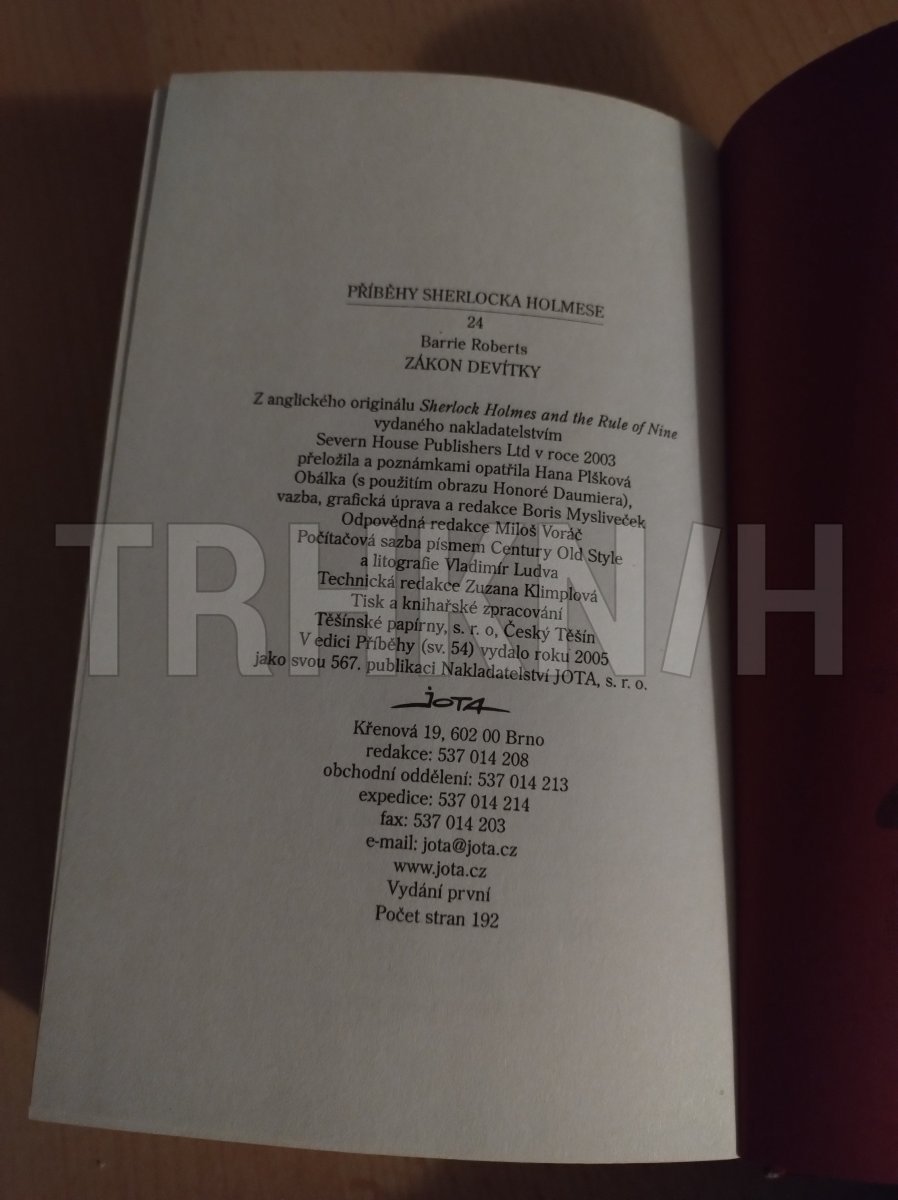 PŘÍBĚHY SHERLOCKA HOLMESE
24
Barrie Roberts
ZÁKON DEVÍTKY
Z anglického originálu Sherlock Holmes and the Rule of Nine
vydaného nakladatelstvím
Severn House Publishers Ltd v roce 2003
přeložila a poznámkami opatřila Hana Plšková
Obálka (s použitím obrazu Honoré Daumiera),
vazba, grafická úprava a redakce Boris Mysliveček
Odpovědná redakce Miloš Voráč
Počítačová sazba písmem Century Old Style
a litografie Vladimír Ludva
Technická redakce Zuzana Klimplová
Tisk a knihařské zpracování
Těšínské papírny, s. r. o, Český Těšín
V edici Příběhy (sv. 54) vydalo roku 2005
jako svou 567. publikaci Nakladatelství JOTA, s. r. o.
JOTA
Křenová 19, 602 00 Brno
redakce: 537 014 208
obchodní oddělení: 537 014 213
expedice: 537 014 214
fax: 537 014 203
e-mail: jota@jota.cz
www.jota.cz
Vydání první
Počet stran 192
TRHKN/H